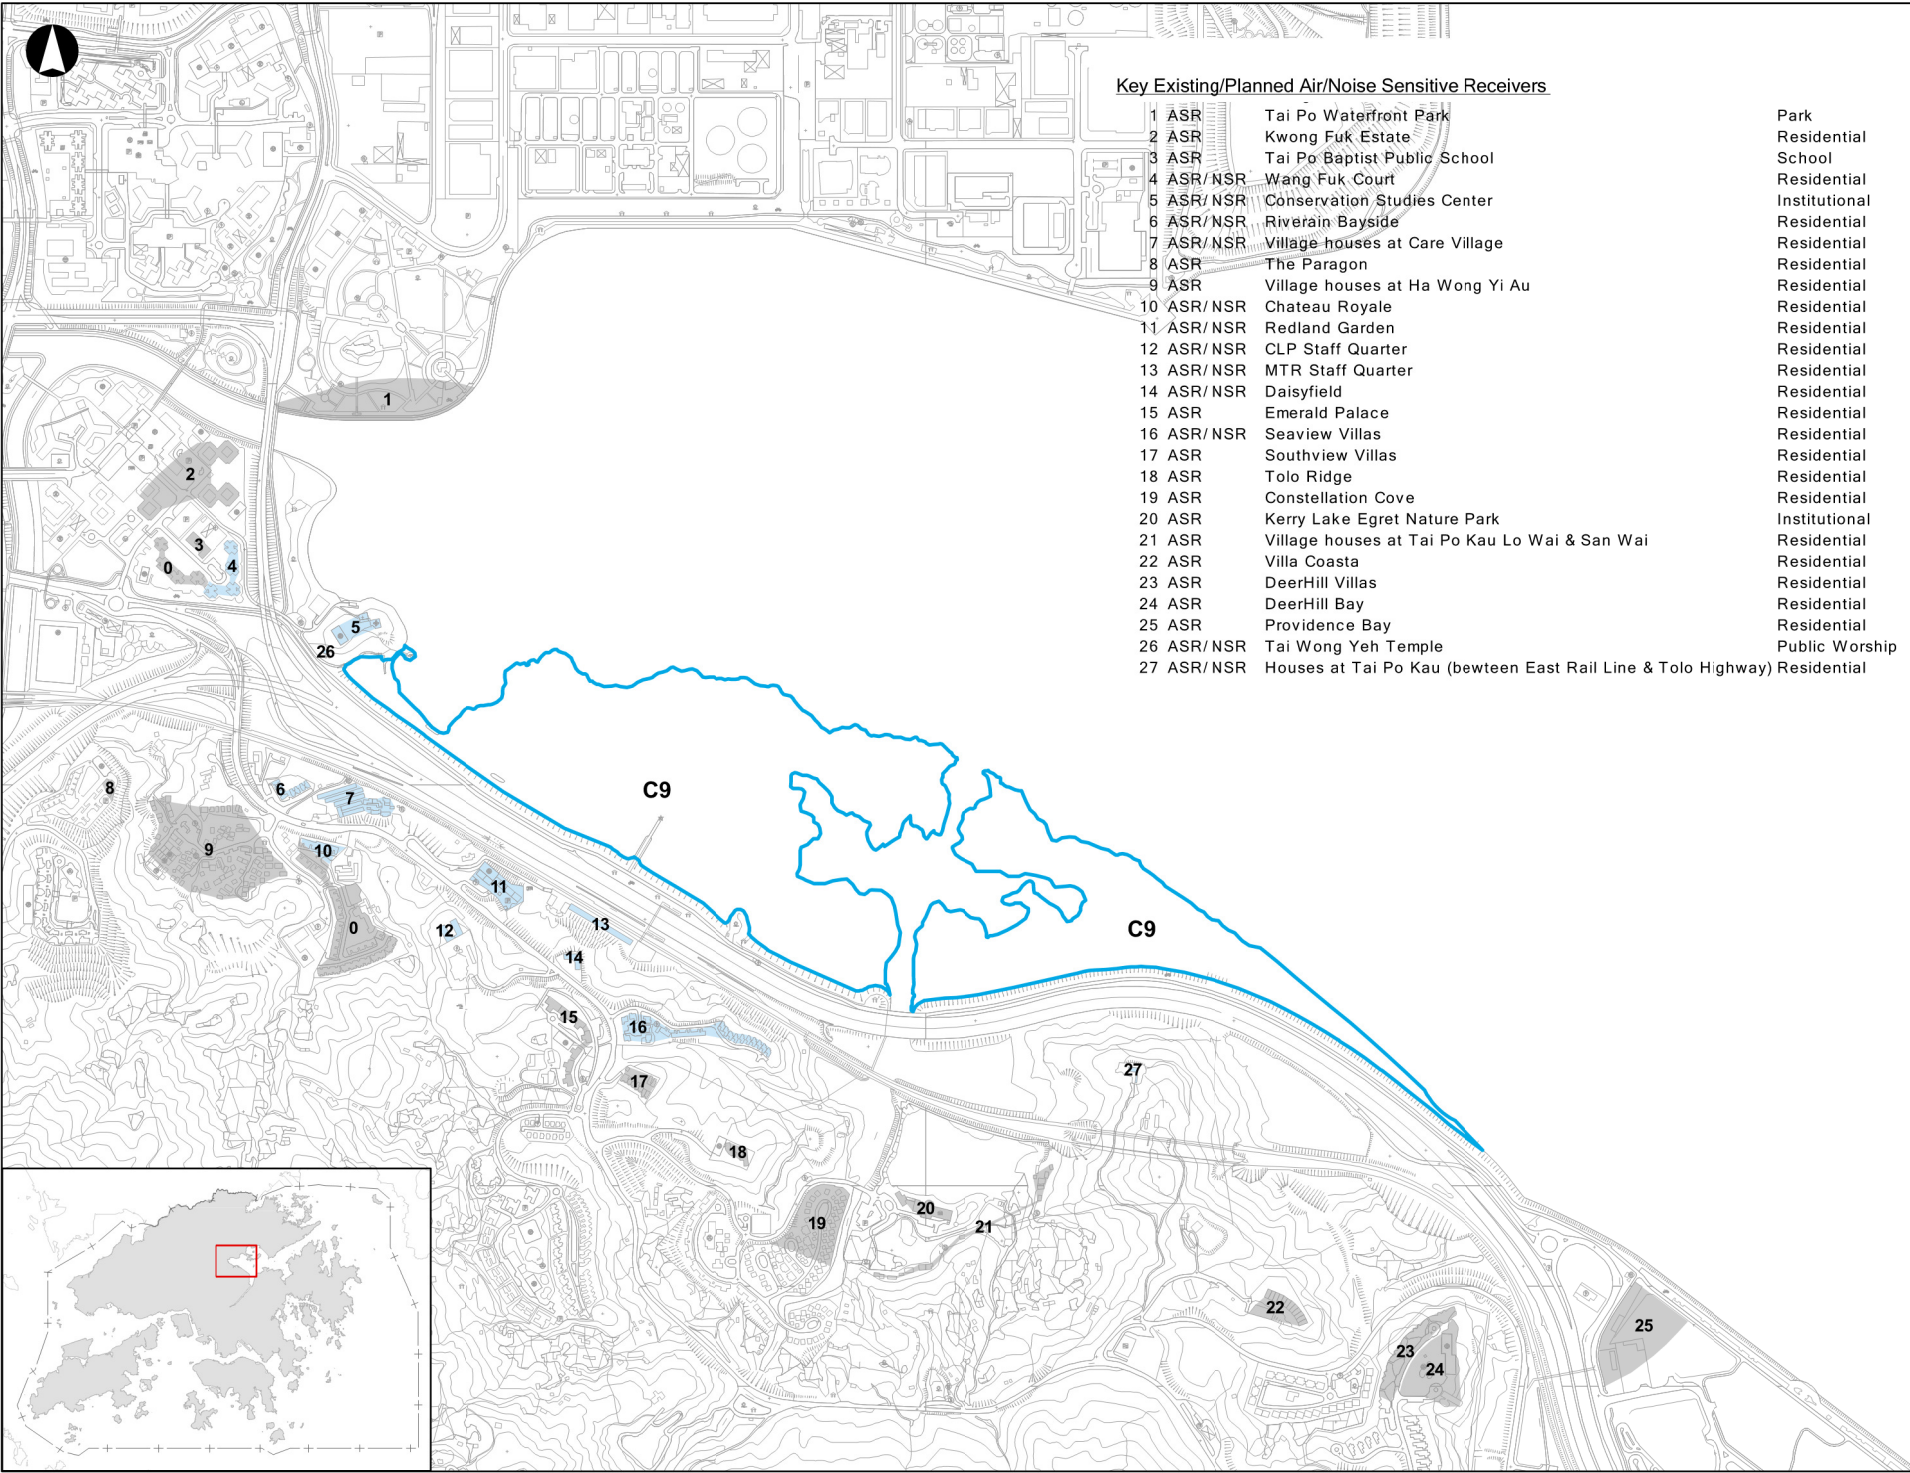 Key Existing/Planned Air/Noise Sensitive Receivers
1 ASR Tai Po Waterfront Park Park
2 ASR Kwong Fuk Estate Residential
3 ASR Tai Po Baptist Public School School
4 ASR/NSR Wang Fuk Court Residential
5 ASR/NSR Conservation Studies Center Institutional
6 ASR/NSR Riverain Bayside Residential
7 ASR/NSR Village houses at Care Village Residential
8 ASR The Paragon Residential
9 ASR Village houses at Ha Wong Yi Au Residential
10 ASR/NSR Chateau Royale Residential
11 ASR/NSR Redland Garden Residential
12 ASR/NSR CLP Staff Quarter Residential
13 ASR/NSR MTR Staff Quarter Residential
14 ASR/NSR Daisyfield Residential
15 ASR Emerald Palace Residential
16 ASR/NSR Seaview Villas Residential
17 ASR Southview Villas Residential
18 ASR Tolo Ridge Residential
19 ASR Constellation Cove Residential
20 ASR Kerry Lake Egret Nature Park Institutional
21 ASR Village houses at Tai Po Kau Lo Wai & San Wai Residential
22 ASR Villa Coasta Residential
23 ASR DeerHill Villas Residential
24 ASR DeerHill Bay Residential
25 ASR Providence Bay Residential
26 ASR/NSR Tai Wong Yeh Temple Public Worship
27 ASR/NSR Houses at Tai Po Kau (bewteen East Rail Line & Tolo Highway) Residential
1
2
3
0
4
5
26
6
7
8
C9
9
10
11
0
12
13
C9
14
15
16
17
27
18
19
20
21
22
25
23
24